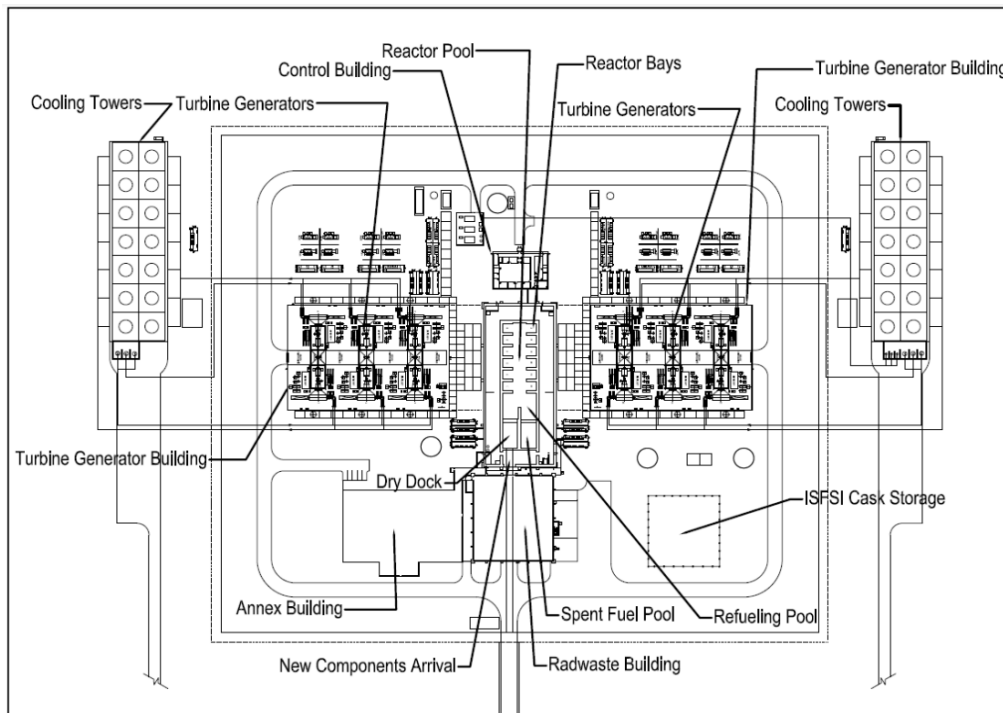 Reactor Pool
Control Building
Reactor Bays
Turbine Generator Building
Cooling Towers
Turbine Generators
Turbine Generators
Cooling Towers
Turbine Generator Building
Dry Dock
ISFSI Cask Storage
Annex Building
Spent Fuel Pool
Refueling Pool
New Components Arrival
Radwaste Building